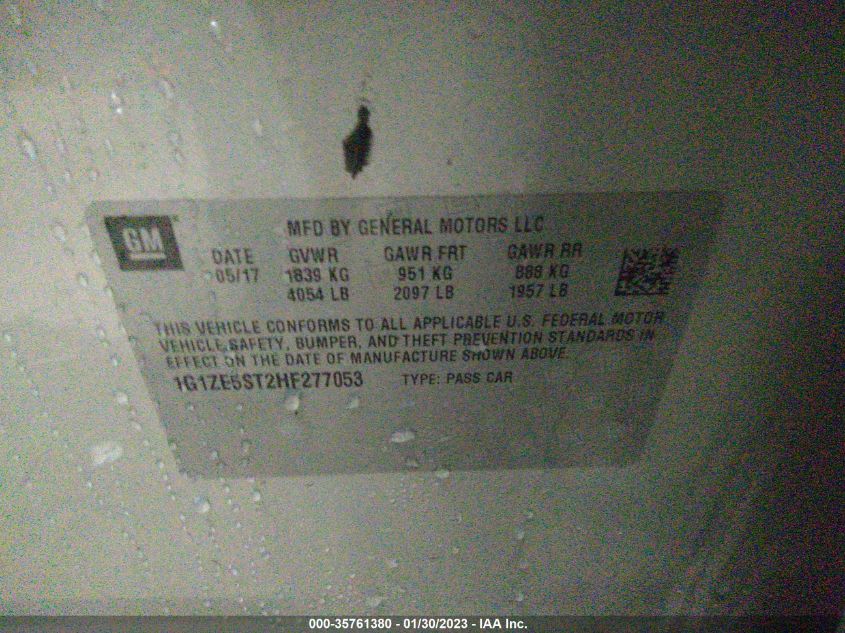 GM
MFD BY GENERAL MOTORS LLC
DATE GVWR GAWR FRT GAWR RR
05/17 1839 KG 951 KG 888 KG
4054 LB 2097 LB 1957 LB
THIS VEHICLE CONFORMS TO ALL APPLICABLE U.S. FEDERAL MOTOR
VEHICLE SAFETY, BUMPER, AND THEFT PREVENTION STANDARDS IN
EFFECT ON THE DATE OF MANUFACTURE SHOWN ABOVE.
1G1ZE5ST2HF277053 TYPE: PASS CAR
000-35761380 - 01/30/2023 - IAA Inc.